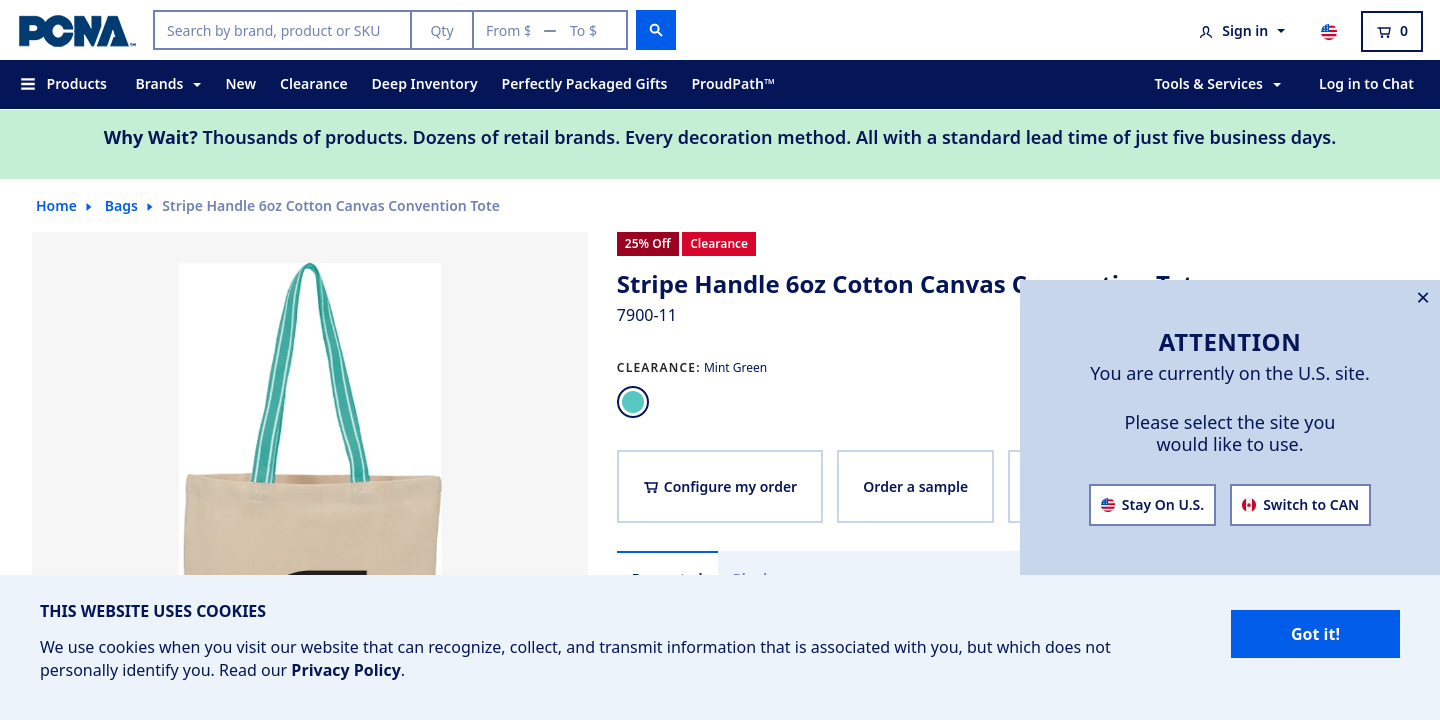 PCNA™
Search by brand, product or SKU
Qty
From $ — To $
Sign in
0
Products
Brands
New
Clearance
Deep Inventory
Perfectly Packaged Gifts
ProudPath™
Tools & Services
Log in to Chat
Why Wait? Thousands of products. Dozens of retail brands. Every decoration method. All with a standard lead time of just five business days.
Home
Bags
Stripe Handle 6oz Cotton Canvas Convention Tote
25% Off
Clearance
Stripe Handle 6oz Cotton Canvas
7900-11
CLEARANCE: Mint Green
Configure my order
Order a sample
✕
ATTENTION
You are currently on the U.S. site.
Please select the site you
would like to use.
Stay On U.S.
Switch to CAN
THIS WEBSITE USES COOKIES
We use cookies when you visit our website that can recognize, collect, and transmit information that is associated with you, but which does not
personally identify you. Read our Privacy Policy.
Got it!